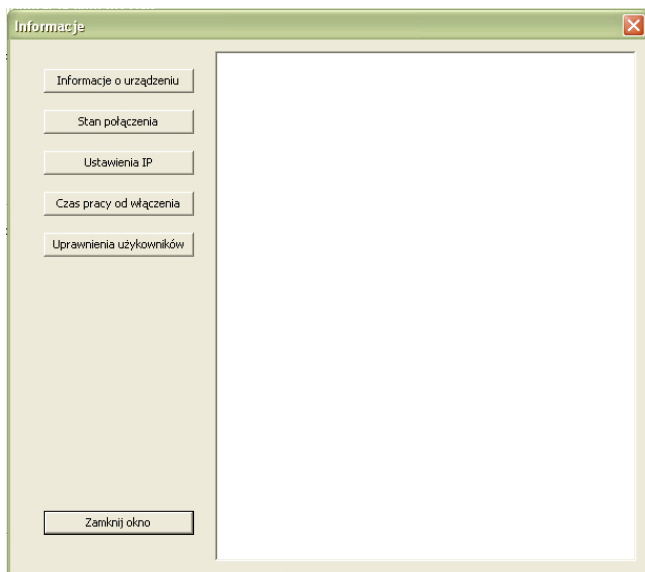 Informacje
Informacje o urządzeniu
Stan połączenia
Ustawienia IP
Czas pracy od włączenia
Uprawnienia użykowników
Zamknij okno